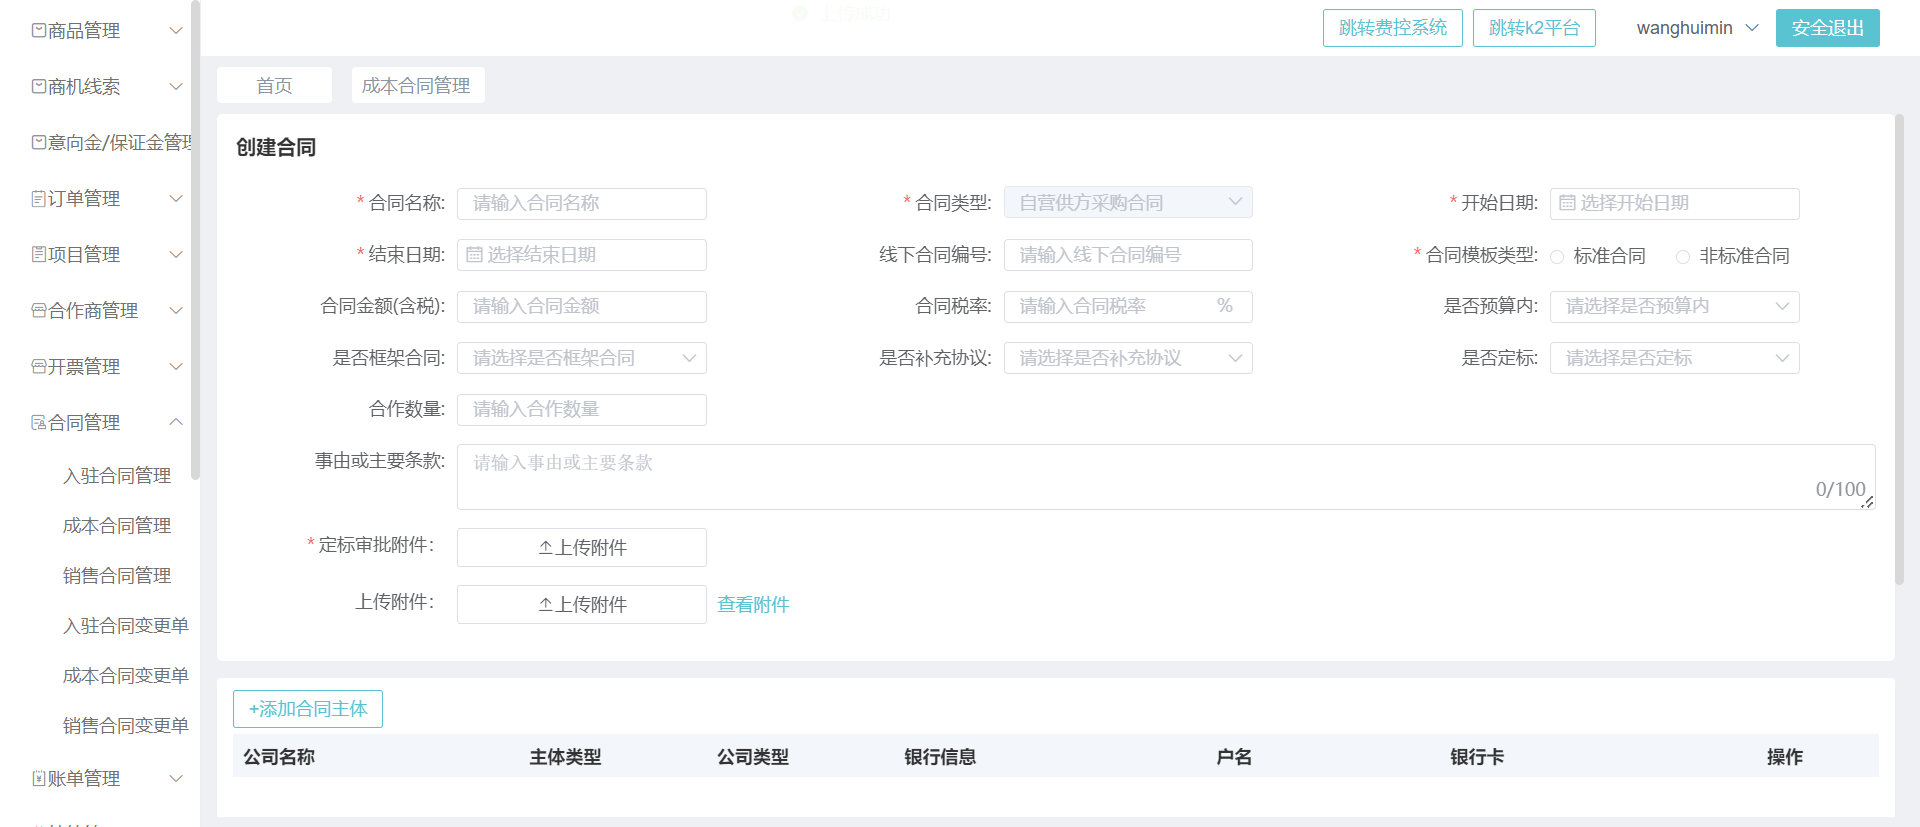 上传成功
跳转费控系统
跳转k2平台
wanghuimin
安全退出
商品管理
商机线索
意向金/保证金管理
订单管理
项目管理
合作商管理
开票管理
合同管理
入驻合同管理
成本合同管理
销售合同管理
入驻合同变更单
成本合同变更单
销售合同变更单
账单管理
首页
成本合同管理
创建合同
* 合同名称: 请输入合同名称
* 合同类型: 自营供方采购合同
* 开始日期: 选择开始日期
* 结束日期: 选择结束日期
线下合同编号: 请输入线下合同编号
* 合同模板类型: 标准合同 非标准合同
合同金额(含税): 请输入合同金额
合同税率: 请输入合同税率 %
是否预算内: 请选择是否预算内
是否框架合同: 请选择是否框架合同
是否补充协议: 请选择是否补充协议
是否定标: 请选择是否定标
合作数量: 请输入合作数量
事由或主要条款: 请输入事由或主要条款
0/100
* 定标审批附件: 上传附件
上传附件: 上传附件 查看附件
+添加合同主体
公司名称 主体类型 公司类型 银行信息 户名 银行卡 操作